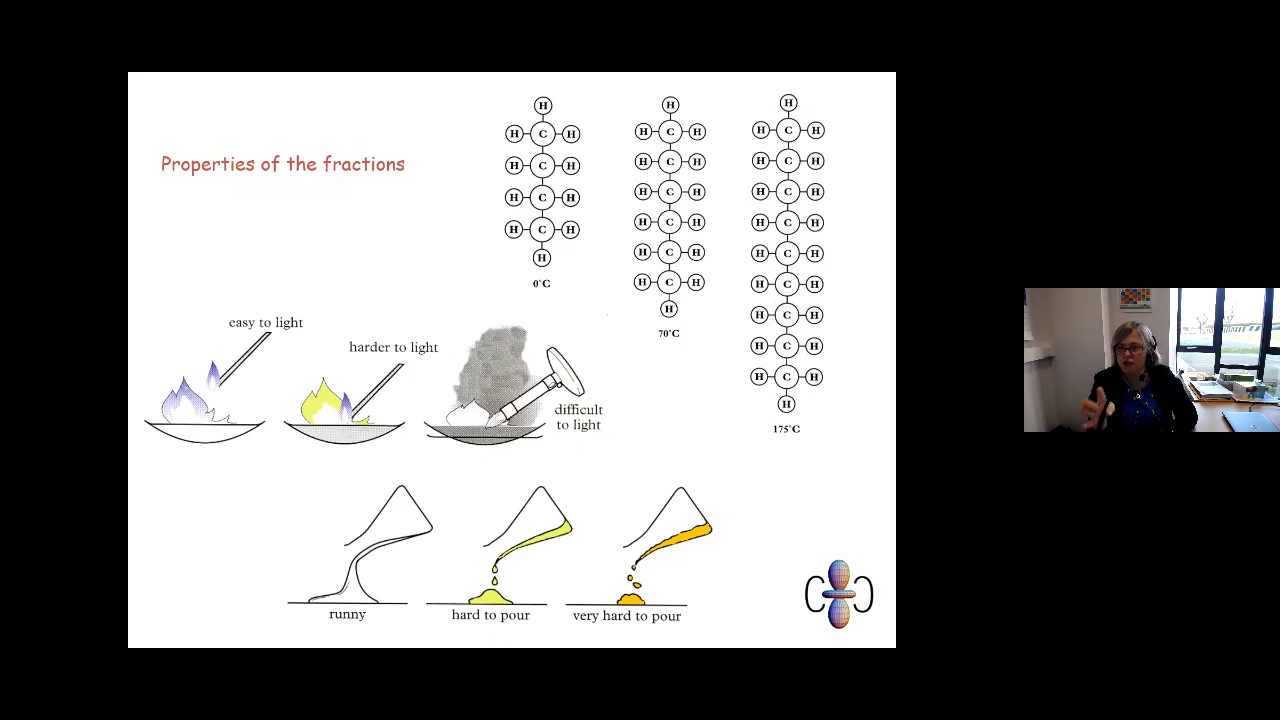 Properties of the fractions
H
H C H
H C H
H C H
H C H
H
0°C
H
H C H
H C H
H C H
H C H
H C H
H C H
H
70°C
H
H C H
H C H
H C H
H C H
H C H
H C H
H C H
H C H
H C H
H
175°C
easy to light
harder to light
difficult
to light
runny
hard to pour
very hard to pour